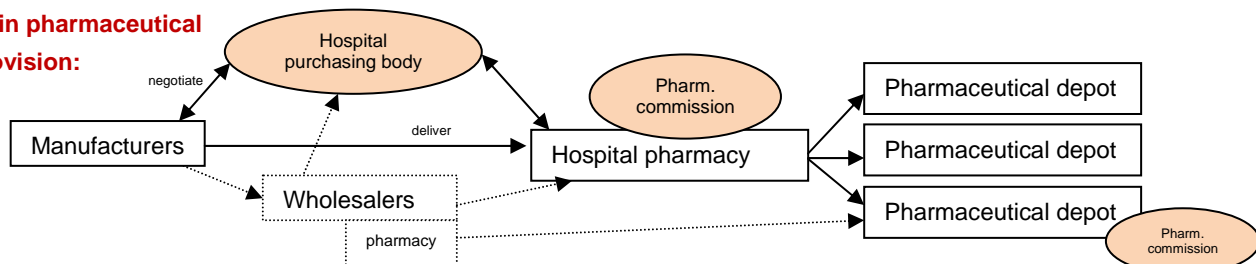 in pharmaceutical
vision:
Hospital
purchasing body
negotiate
Pharm.
commission
Pharmaceutical depot
deliver
Manufacturers
Hospital pharmacy
Pharmaceutical depot
Wholesalers
Pharmaceutical depot
pharmacy
Pharm.
commission